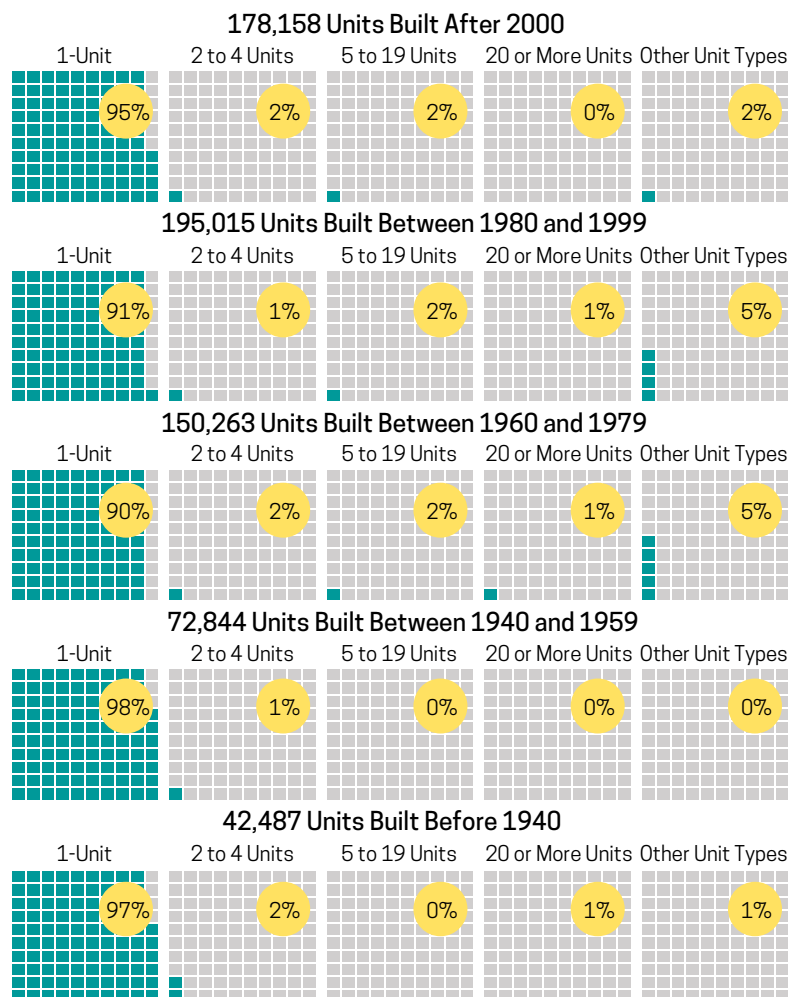 178,158 Units Built After 2000
1-Unit 2 to 4 Units 5 to 19 Units 20 or More Units Other Unit Types
95% 2% 2% 0% 2%
195,015 Units Built Between 1980 and 1999
1-Unit 2 to 4 Units 5 to 19 Units 20 or More Units Other Unit Types
91% 1% 2% 1% 5%
150,263 Units Built Between 1960 and 1979
1-Unit 2 to 4 Units 5 to 19 Units 20 or More Units Other Unit Types
90% 2% 2% 1% 5%
72,844 Units Built Between 1940 and 1959
1-Unit 2 to 4 Units 5 to 19 Units 20 or More Units Other Unit Types
98% 1% 0% 0% 0%
42,487 Units Built Before 1940
1-Unit 2 to 4 Units 5 to 19 Units 20 or More Units Other Unit Types
97% 2% 0% 1% 1%